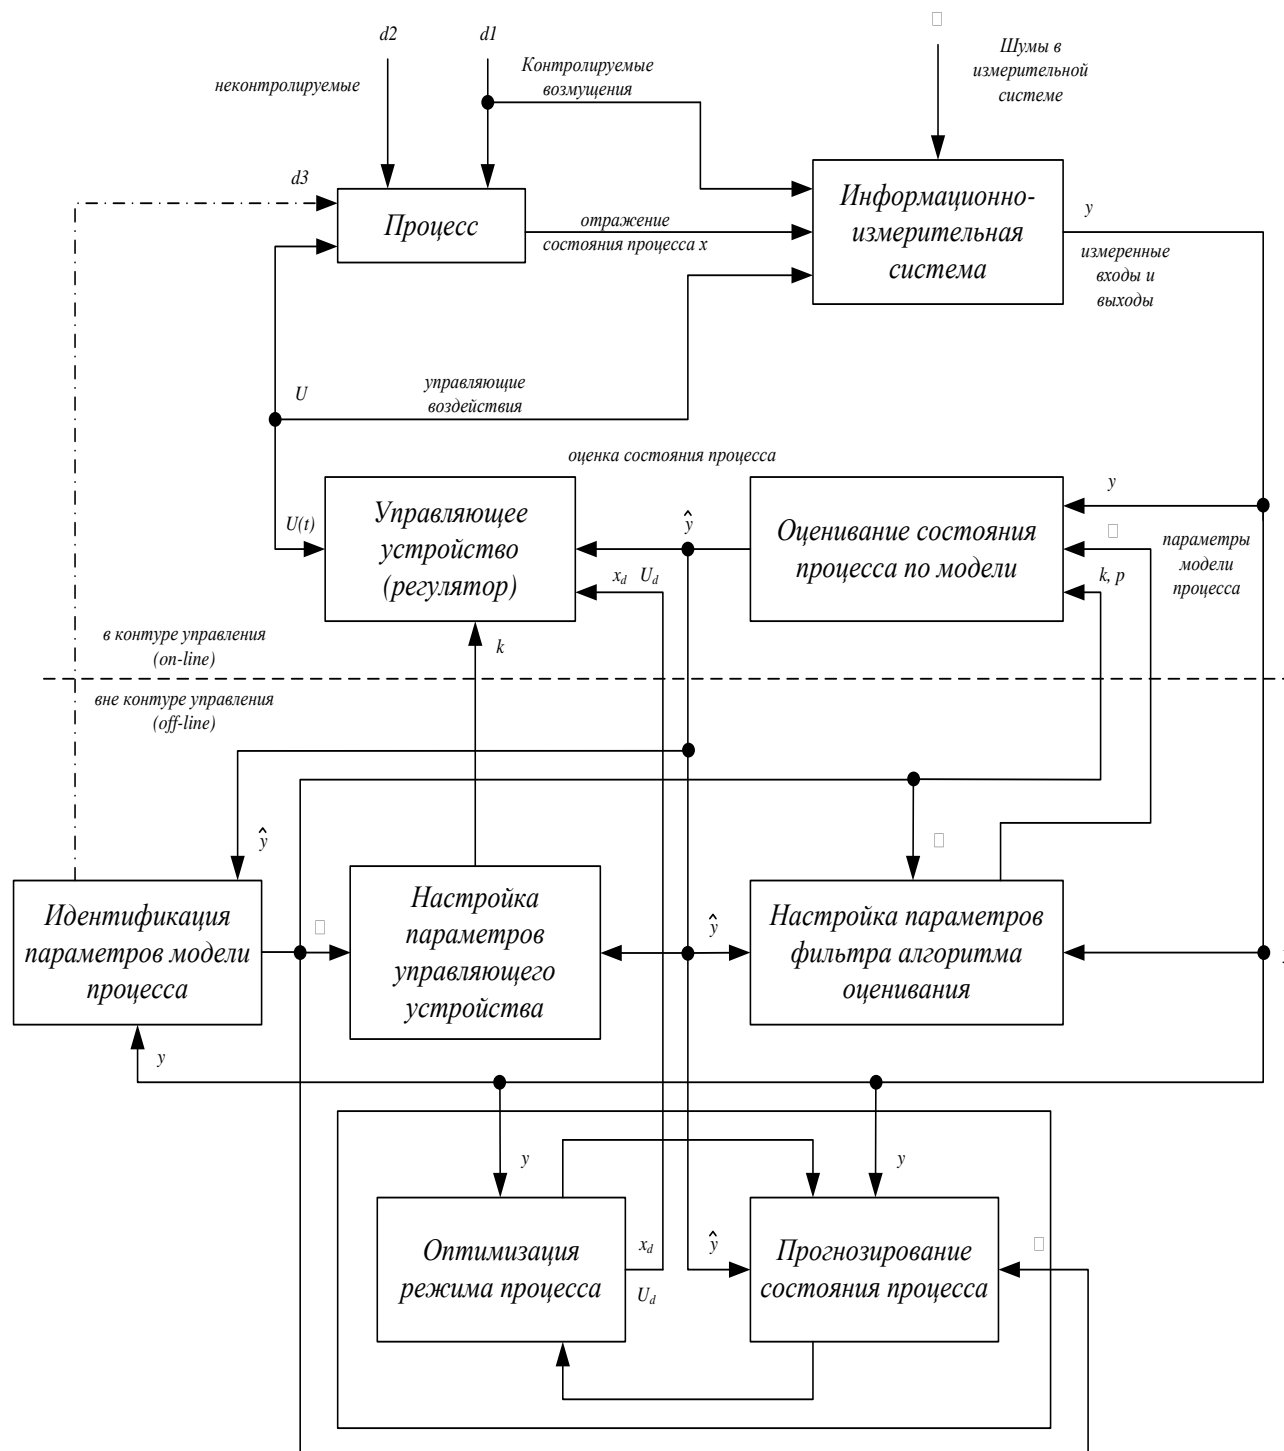 d2
d1
Шумы в
измерительной
системе
Контролируемые
возмущения
неконтролируемые
d3
Процесс
отражение
состояния процесса x
Информационно-
измерительная
система
y
измеренные
входы и
выходы
U
управляющие
воздействия
оценка состояния процесса
U(t)
Управляющее
устройство
(регулятор)
ŷ
x_d U_d
Оценивание состояния
процесса по модели
y
k, p
параметры
модели
процесса
k
в контуре управления
(on-line)
вне контуре управления
(off-line)
ŷ
Идентификация
параметров модели
процесса
Настройка
параметров
управляющего
устройства
ŷ
Настройка параметров
фильтра алгоритма
оценивания
y
y
y
Оптимизация
режима процесса
x_d
U_d
ŷ
Прогнозирование
состояния процесса